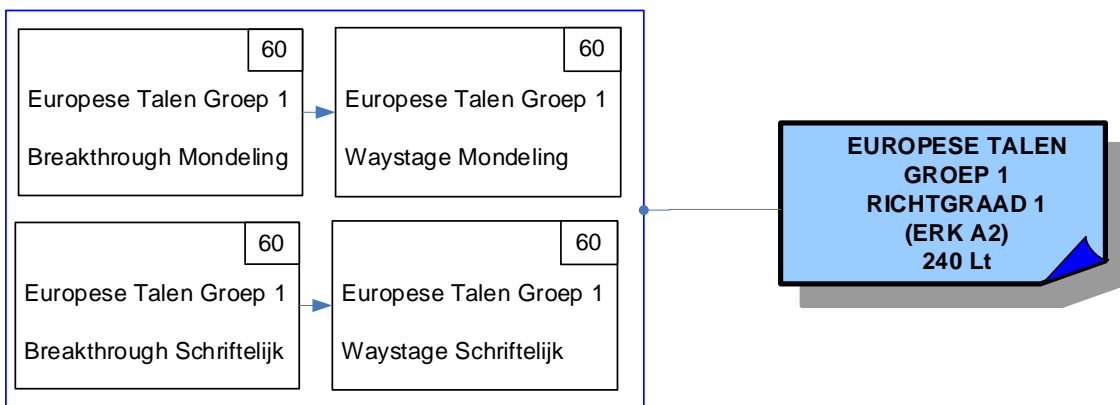 60
Europese Talen Groep 1
Breakthrough Mondeling
60
Europese Talen Groep 1
Waystage Mondeling
60
Europese Talen Groep 1
Breakthrough Schriftelijk
60
Europese Talen Groep 1
Waystage Schriftelijk
EUROPESE TALEN
GROEP 1
RICHTGRAAD 1
(ERK A2)
240 Lt